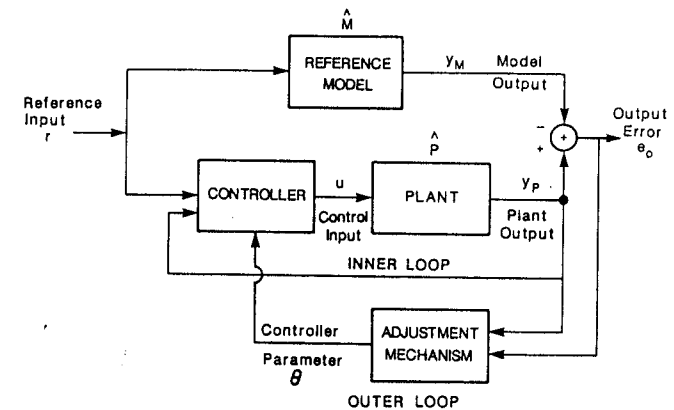 ^
M
REFERENCE
MODEL
y_M Model
Output
Reference
Input
r
Output
Error
e_o
−
+
+
^
P
CONTROLLER
u
Control
Input
PLANT
y_P
Plant
Output
INNER LOOP
Controller
Parameter
θ
ADJUSTMENT
MECHANISM
OUTER LOOP